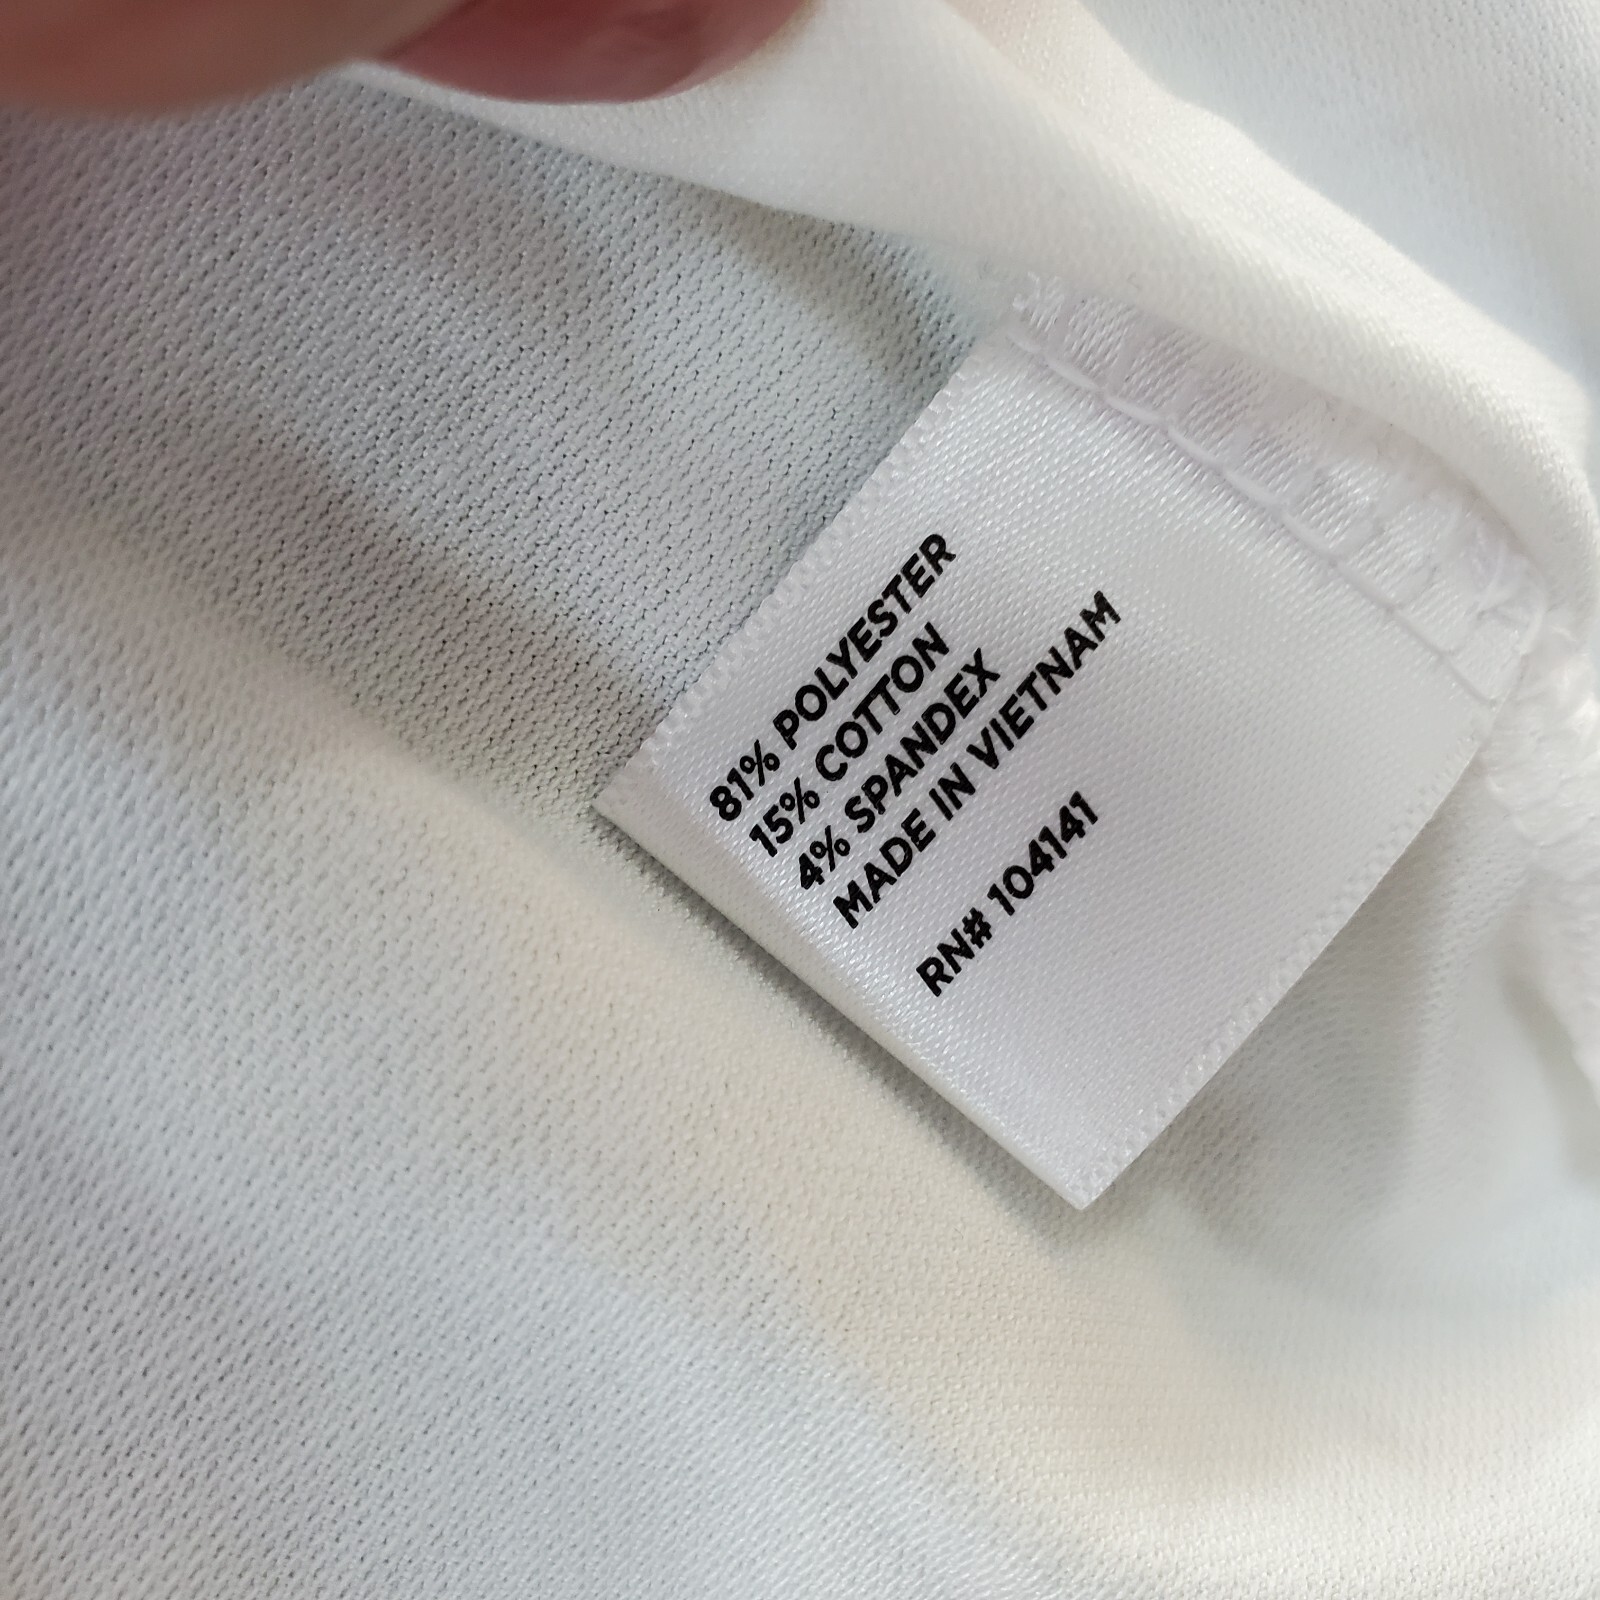 81% POLYESTER
15% COTTON
4% SPANDEX
MADE IN VIETNAM
RN# 104141